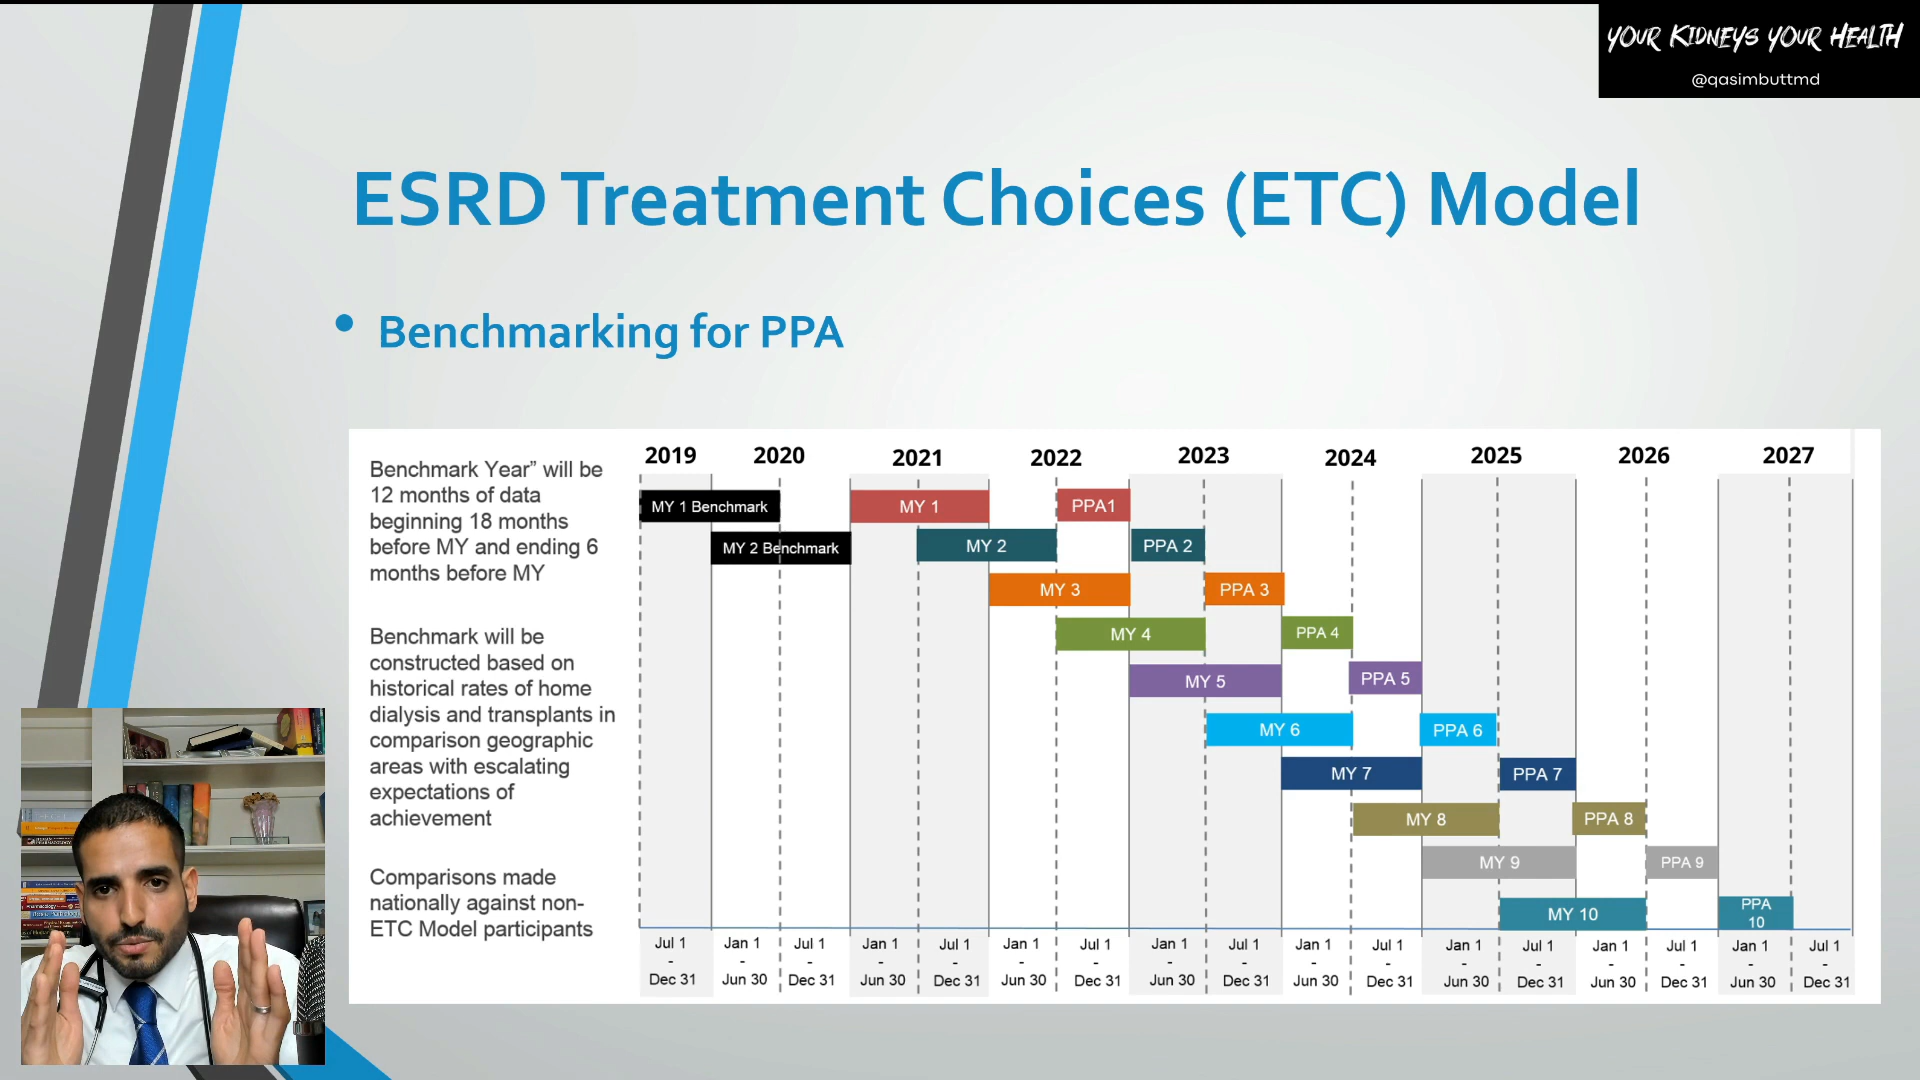 YOUR KIDNEYS YOUR HEALTH
@qasimbuttmd
ESRD Treatment Choices (ETC) Model
• Benchmarking for PPA
Benchmark Year” will be
12 months of data
beginning 18 months
before MY and ending 6
months before MY
Benchmark will be
constructed based on
historical rates of home
dialysis and transplants in
comparison geographic
areas with escalating
expectations of
achievement
Comparisons made
nationally against non-
ETC Model participants
2019 2020 2021 2022 2023 2024 2025 2026 2027
MY 1 Benchmark MY 1 PPA1
MY 2 Benchmark MY 2 PPA 2
MY 3 PPA 3
MY 4 PPA 4
MY 5 PPA 5
MY 6 PPA 6
MY 7 PPA 7
MY 8 PPA 8
MY 9 PPA 9
MY 10 PPA
10
Jul 1 Jan 1 Jul 1 Jan 1 Jul 1 Jan 1 Jul 1 Jan 1 Jul 1 Jan 1 Jul 1 Jan 1 Jul 1 Jan 1 Jul 1 Jan 1 Jul 1
- - - - - - - - - - - - - - - - -
Dec 31 Jun 30 Dec 31 Jun 30 Dec 31 Jun 30 Dec 31 Jun 30 Dec 31 Jun 30 Dec 31 Jun 30 Dec 31 Jun 30 Dec 31 Jun 30 Dec 31